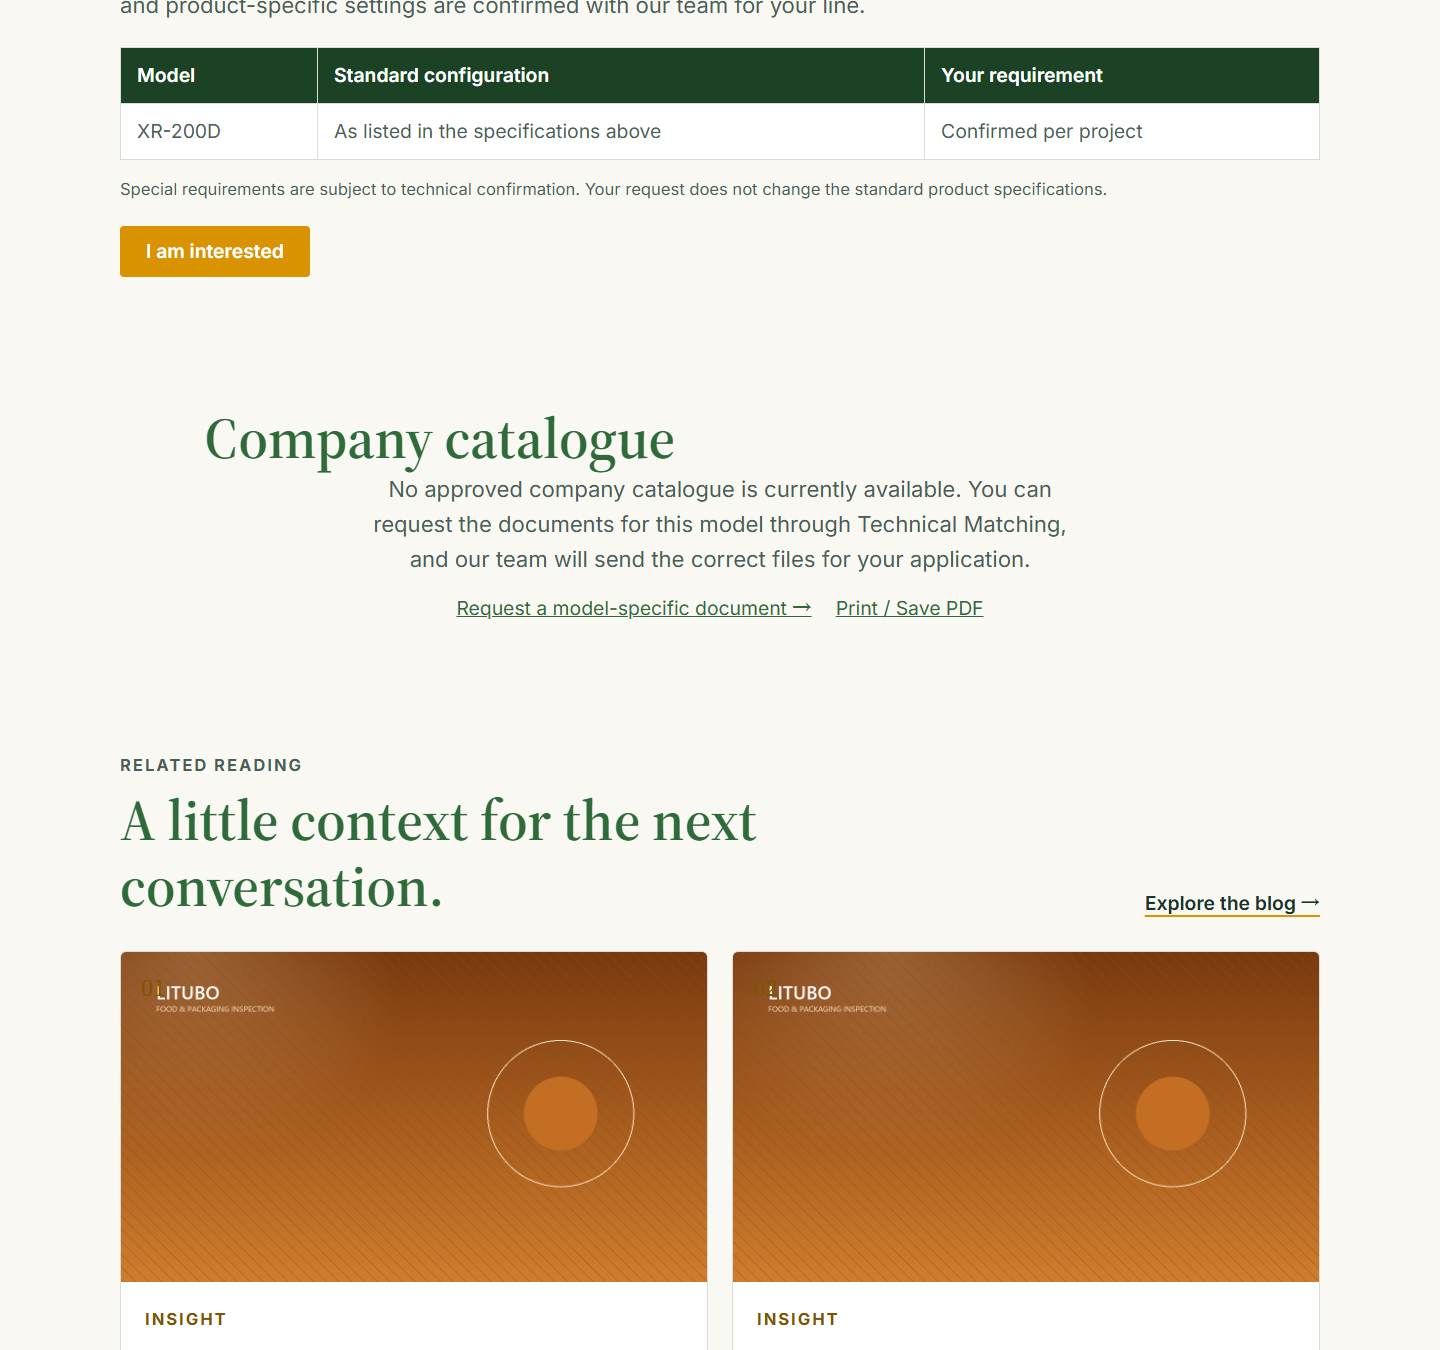 and product-specific settings are confirmed with our team for your line.
Model Standard configuration Your requirement
XR-200D As listed in the specifications above Confirmed per project
Special requirements are subject to technical confirmation. Your request does not change the standard product specifications.
I am interested
Company catalogue
No approved company catalogue is currently available. You can
request the documents for this model through Technical Matching,
and our team will send the correct files for your application.
Request a model-specific document → Print / Save PDF
RELATED READING
A little context for the next
conversation.
Explore the blog →
LITUBO
FOOD & PACKAGING INSPECTION
INSIGHT
LITUBO
FOOD & PACKAGING INSPECTION
INSIGHT